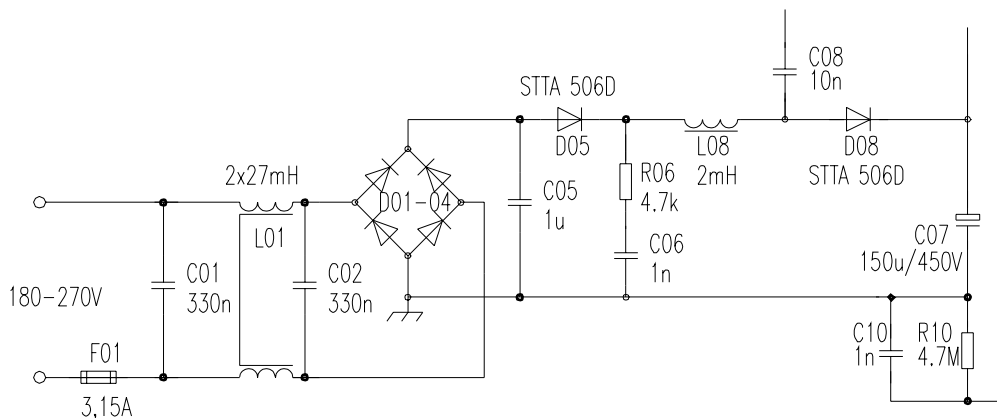 C08
10n
STTA 506D
D05
L08
2mH
D08
STTA 506D
2x27mH
D01-04
R06
4.7k
C05
1u
L01
C06
1n
C07
150u/450V
C01
330n
C02
330n
180-270V
F01
3,15A
C10
1n
R10
4.7M